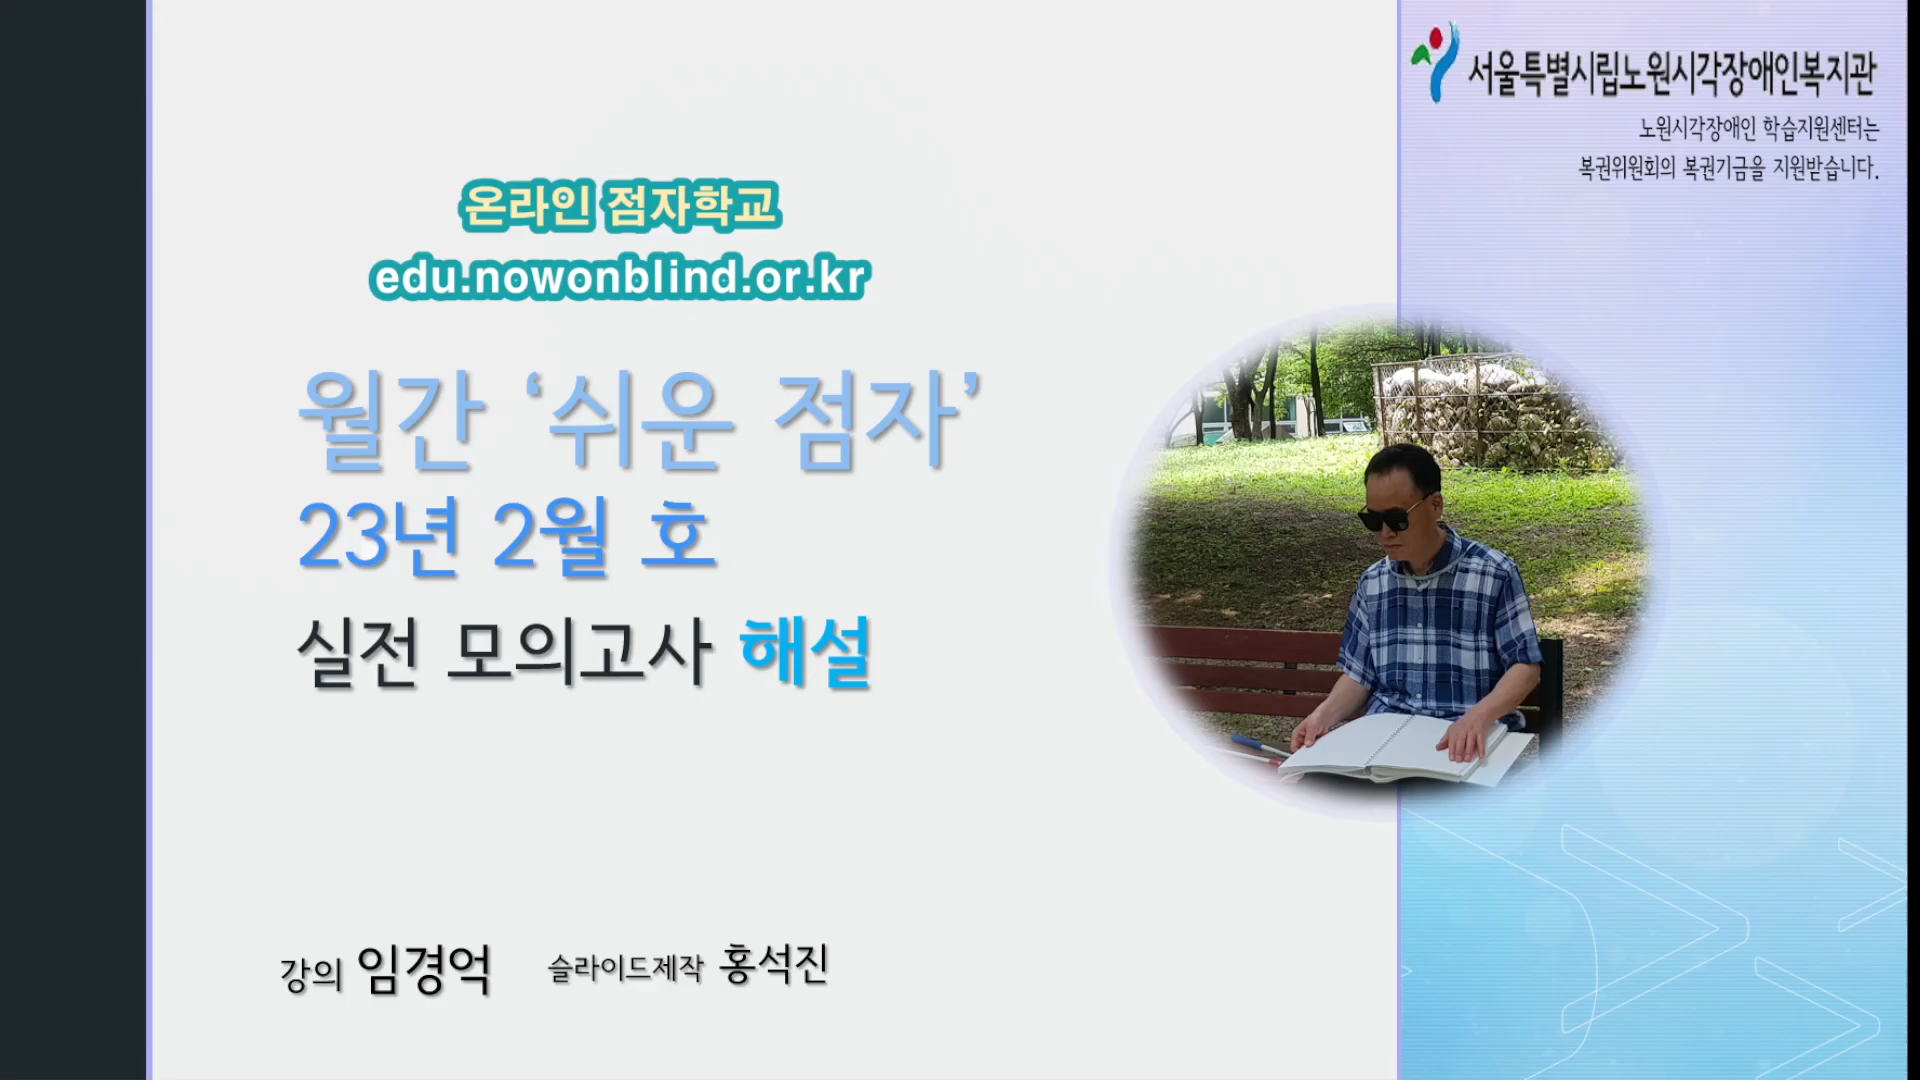 서울특별시립노원시각장애인복지관
노원시각장애인 학습지원센터는
복권위원회의 복권기금을 지원받습니다.
온라인 점자학교
edu.nowonblind.or.kr
월간 ‘쉬운 점자’
23년 2월 호
실전 모의고사 해설
강의 임경억 슬라이드제작 홍석진